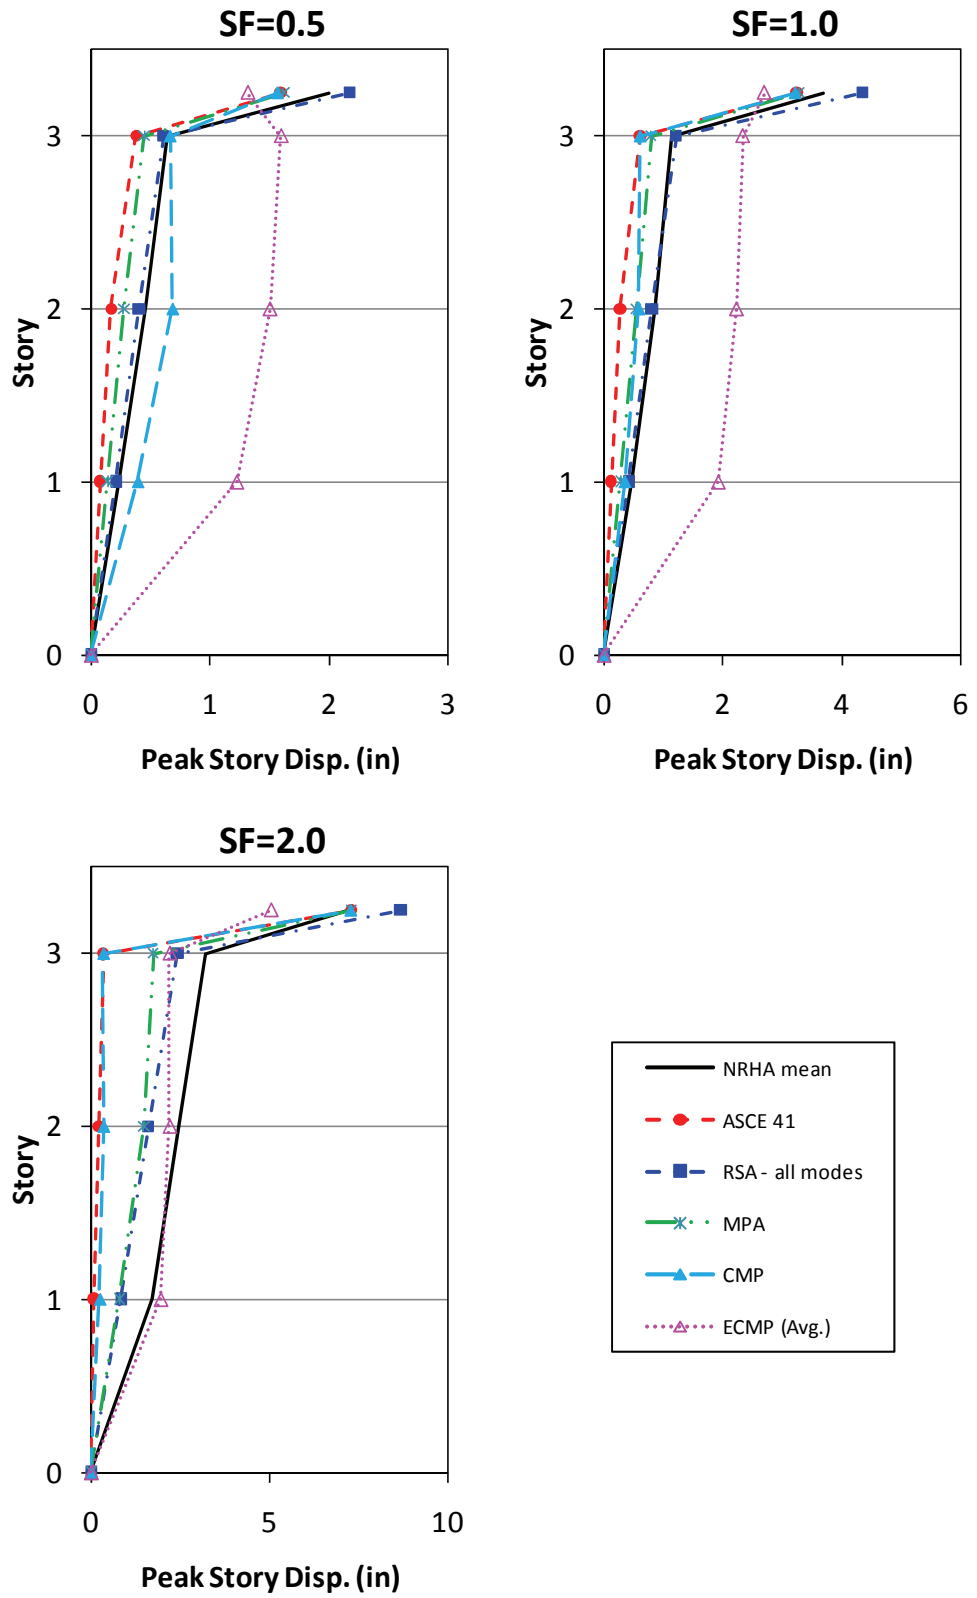 SF=0.5
3
2
1
0
Story
0 1 2 3
Peak Story Disp. (in)
SF=1.0
3
2
1
0
Story
0 2 4 6
Peak Story Disp. (in)
SF=2.0
3
2
1
0
Story
0 5 10
Peak Story Disp. (in)
NRHA mean
ASCE 41
RSA - all modes
MPA
CMP
ECMP (Avg.)